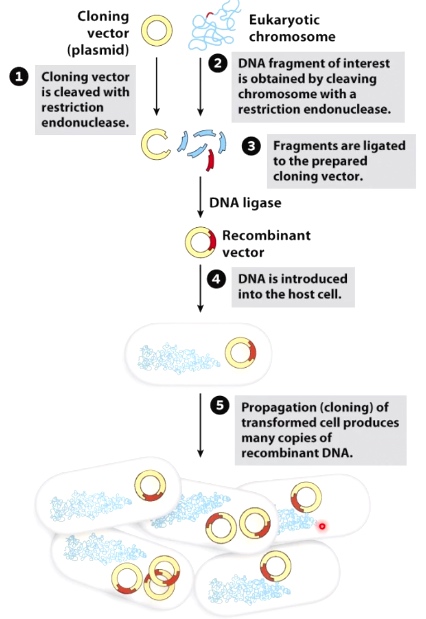 Cloning
vector
(plasmid)
Eukaryotic
chromosome
1 Cloning vector
is cleaved with
restriction
endonuclease.
2 DNA fragment of interest
is obtained by cleaving
chromosome with a
restriction endonuclease.
3 Fragments are ligated
to the prepared
cloning vector.
DNA ligase
Recombinant
vector
4 DNA is introduced
into the host cell.
5 Propagation (cloning) of
transformed cell produces
many copies of
recombinant DNA.